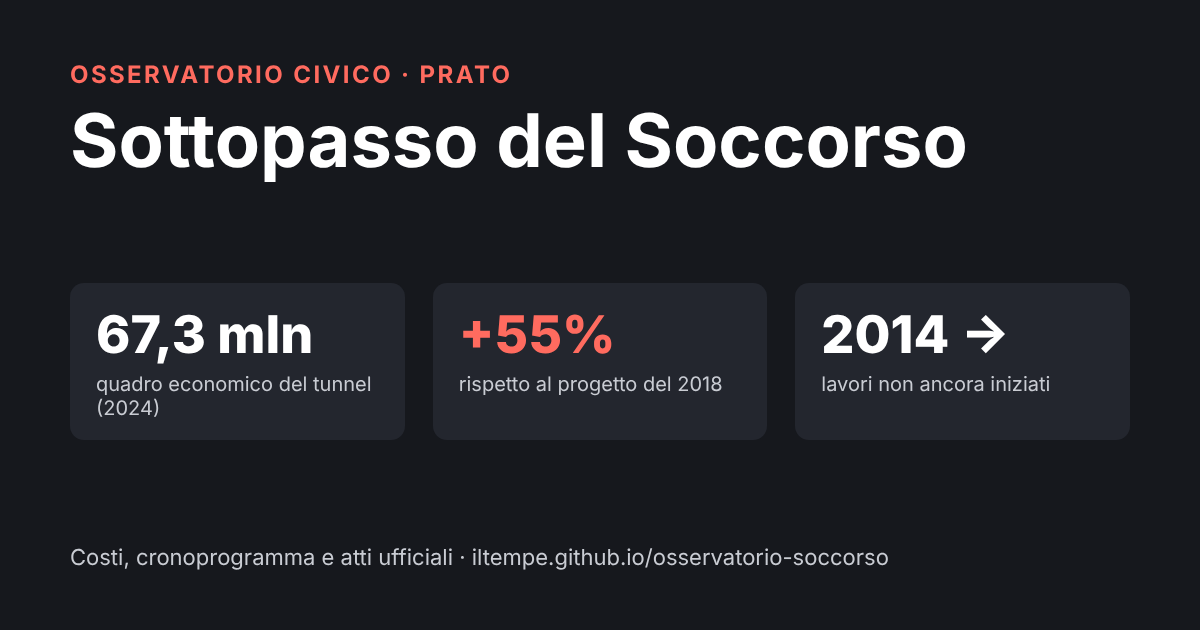 OSSERVATORIO CIVICO · PRATO
Sottopasso del Soccorso
67,3 mln
quadro economico del tunnel
(2024)
+55%
rispetto al progetto del 2018
2014 →
lavori non ancora iniziati
Costi, cronoprogramma e atti ufficiali · iltempe.github.io/osservatorio-soccorso